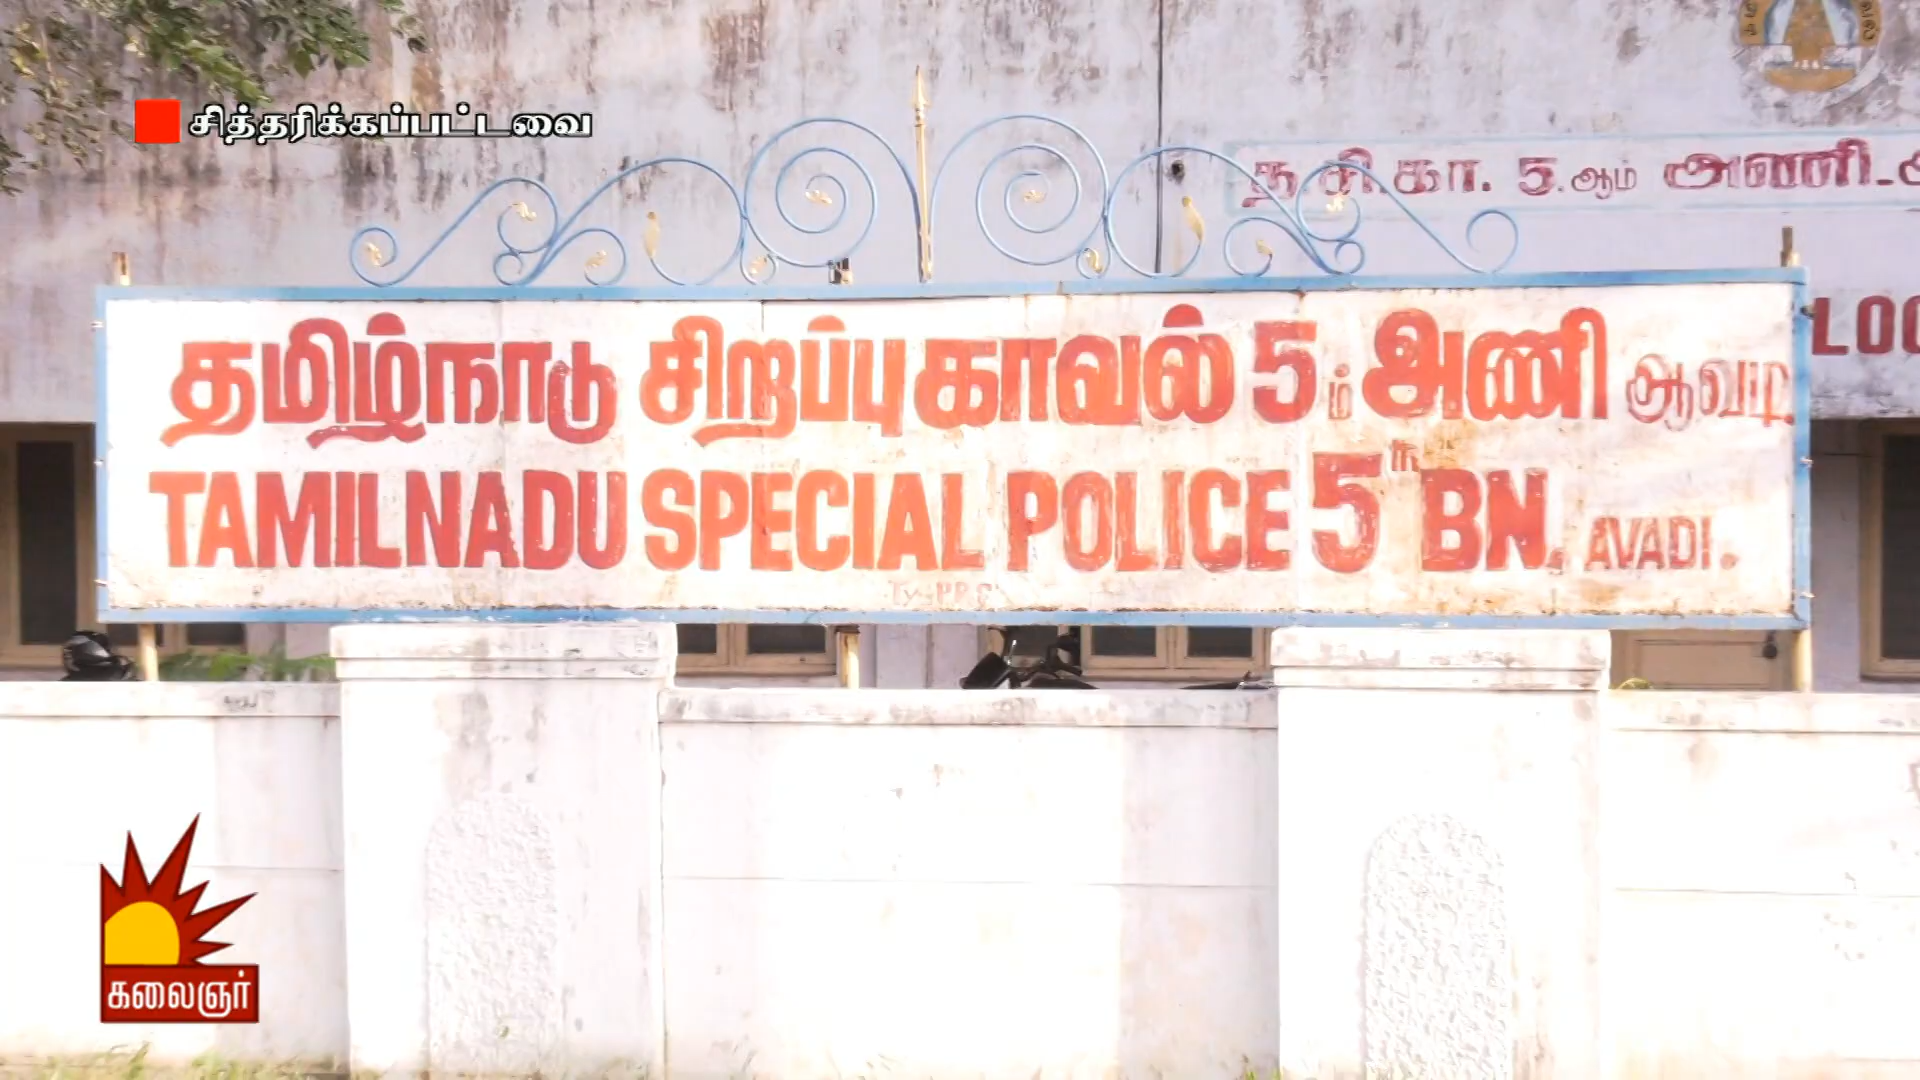 சித்தரிக்கப்பட்டவை
த.சி.கா. 5.ஆம் அணி-
LOO
தமிழ்நாடு சிறப்பு காவல் 5ம் அணி ஆவடி.
TAMILNADU SPECIAL POLICE 5th BN. AVADI.
கலைஞர்